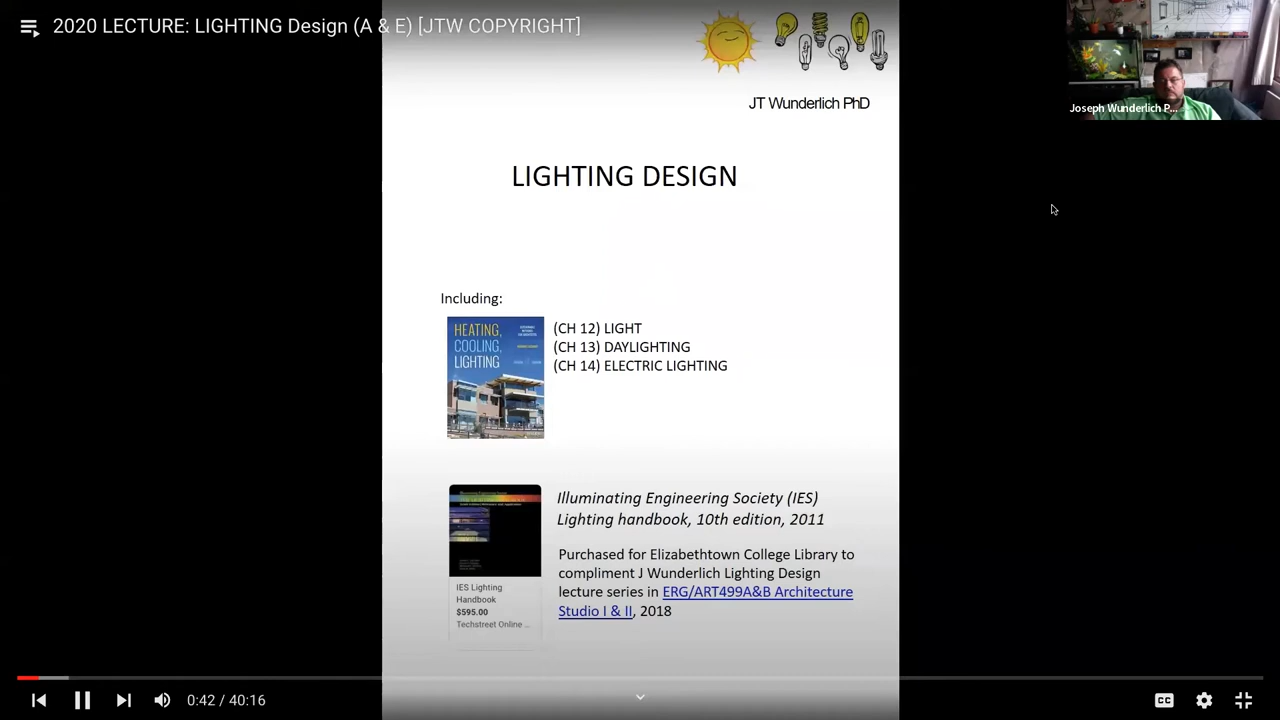 2020 LECTURE: LIGHTING Design (A & E) [JTW COPYRIGHT]
JT Wunderlich PhD
Joseph Wunderlich P...
LIGHTING DESIGN
Including:
HEATING,
COOLING,
LIGHTING
(CH 12) LIGHT
(CH 13) DAYLIGHTING
(CH 14) ELECTRIC LIGHTING
Illuminating Engineering Society (IES)
Lighting handbook, 10th edition, 2011
IES Lighting
Handbook
$595.00
Techstreet Online ...
Purchased for Elizabethtown College Library to
compliment J Wunderlich Lighting Design
lecture series in ERG/ART499A&B Architecture
Studio I & II, 2018
0:42 / 40:16
CC